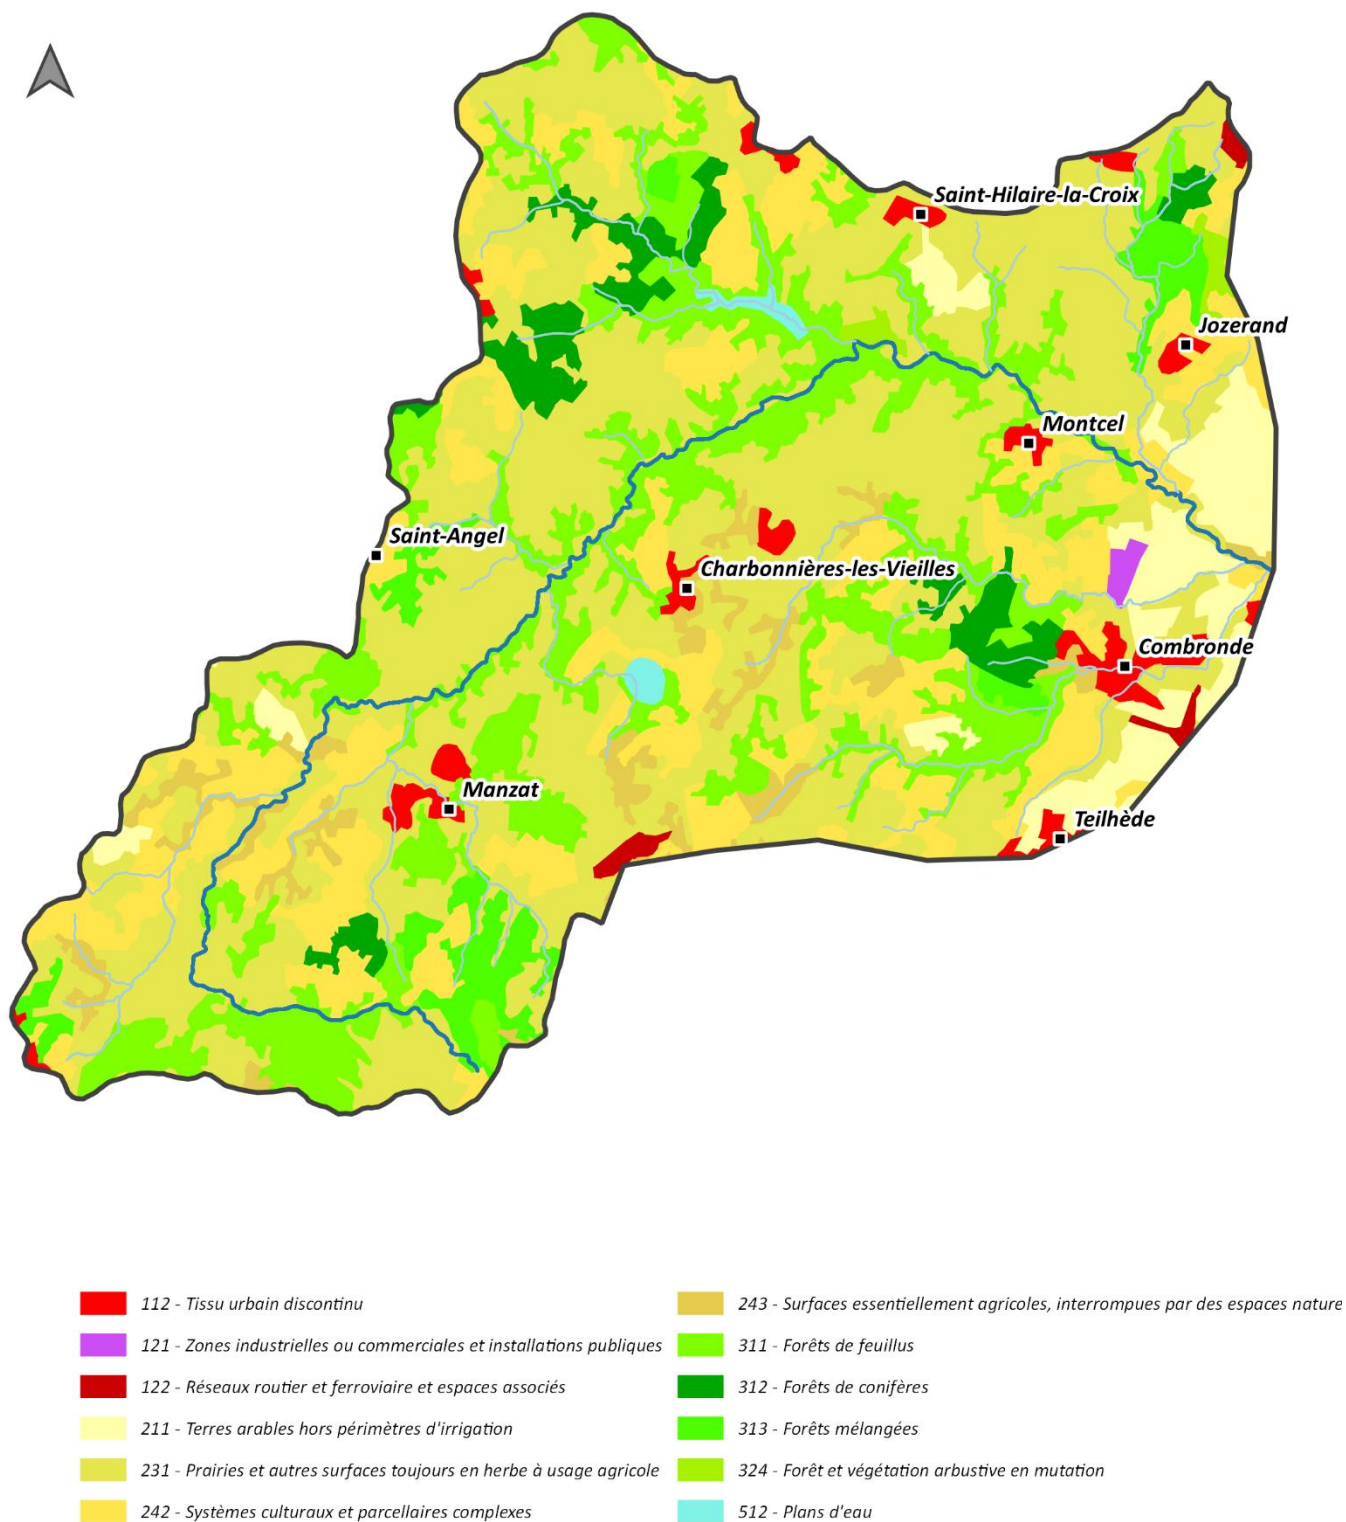 Saint-Hilaire-la-Croix
Jozerand
Montcel
Saint-Angel
Charbonnières-les-Vieilles
Combronde
Manzat
Teilhède
112 - Tissu urbain discontinu
121 - Zones industrielles ou commerciales et installations publiques
122 - Réseaux routier et ferroviaire et espaces associés
211 - Terres arables hors périmètres d'irrigation
231 - Prairies et autres surfaces toujours en herbe à usage agricole
242 - Systèmes culturaux et parcellaires complexes
243 - Surfaces essentiellement agricoles, interrompues par des espaces nature
311 - Forêts de feuillus
312 - Forêts de conifères
313 - Forêts mélangées
324 - Forêt et végétation arbustive en mutation
512 - Plans d'eau